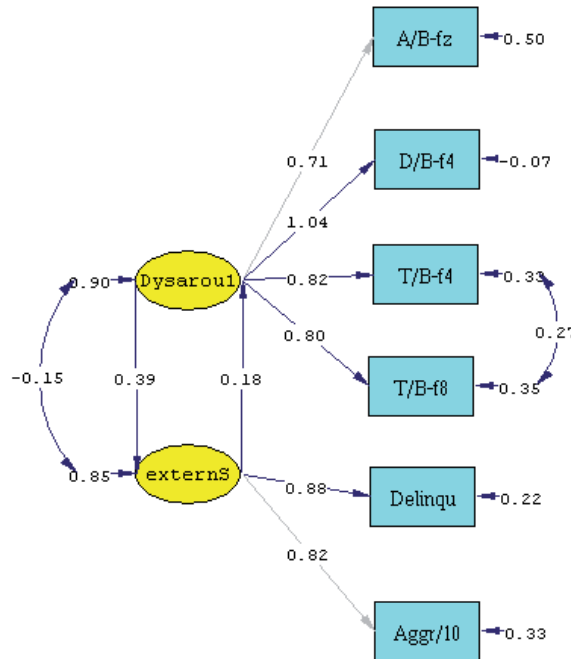 A/B-fz
0.50
0.71
D/B-f4
-0.07
1.04
0.90
Dysarou1
0.82
T/B-f4
0.33
0.27
0.80
-0.15
0.39
0.18
T/B-f8
0.35
0.85
externS
0.88
Delinqu
0.22
0.82
Aggr/10
0.33